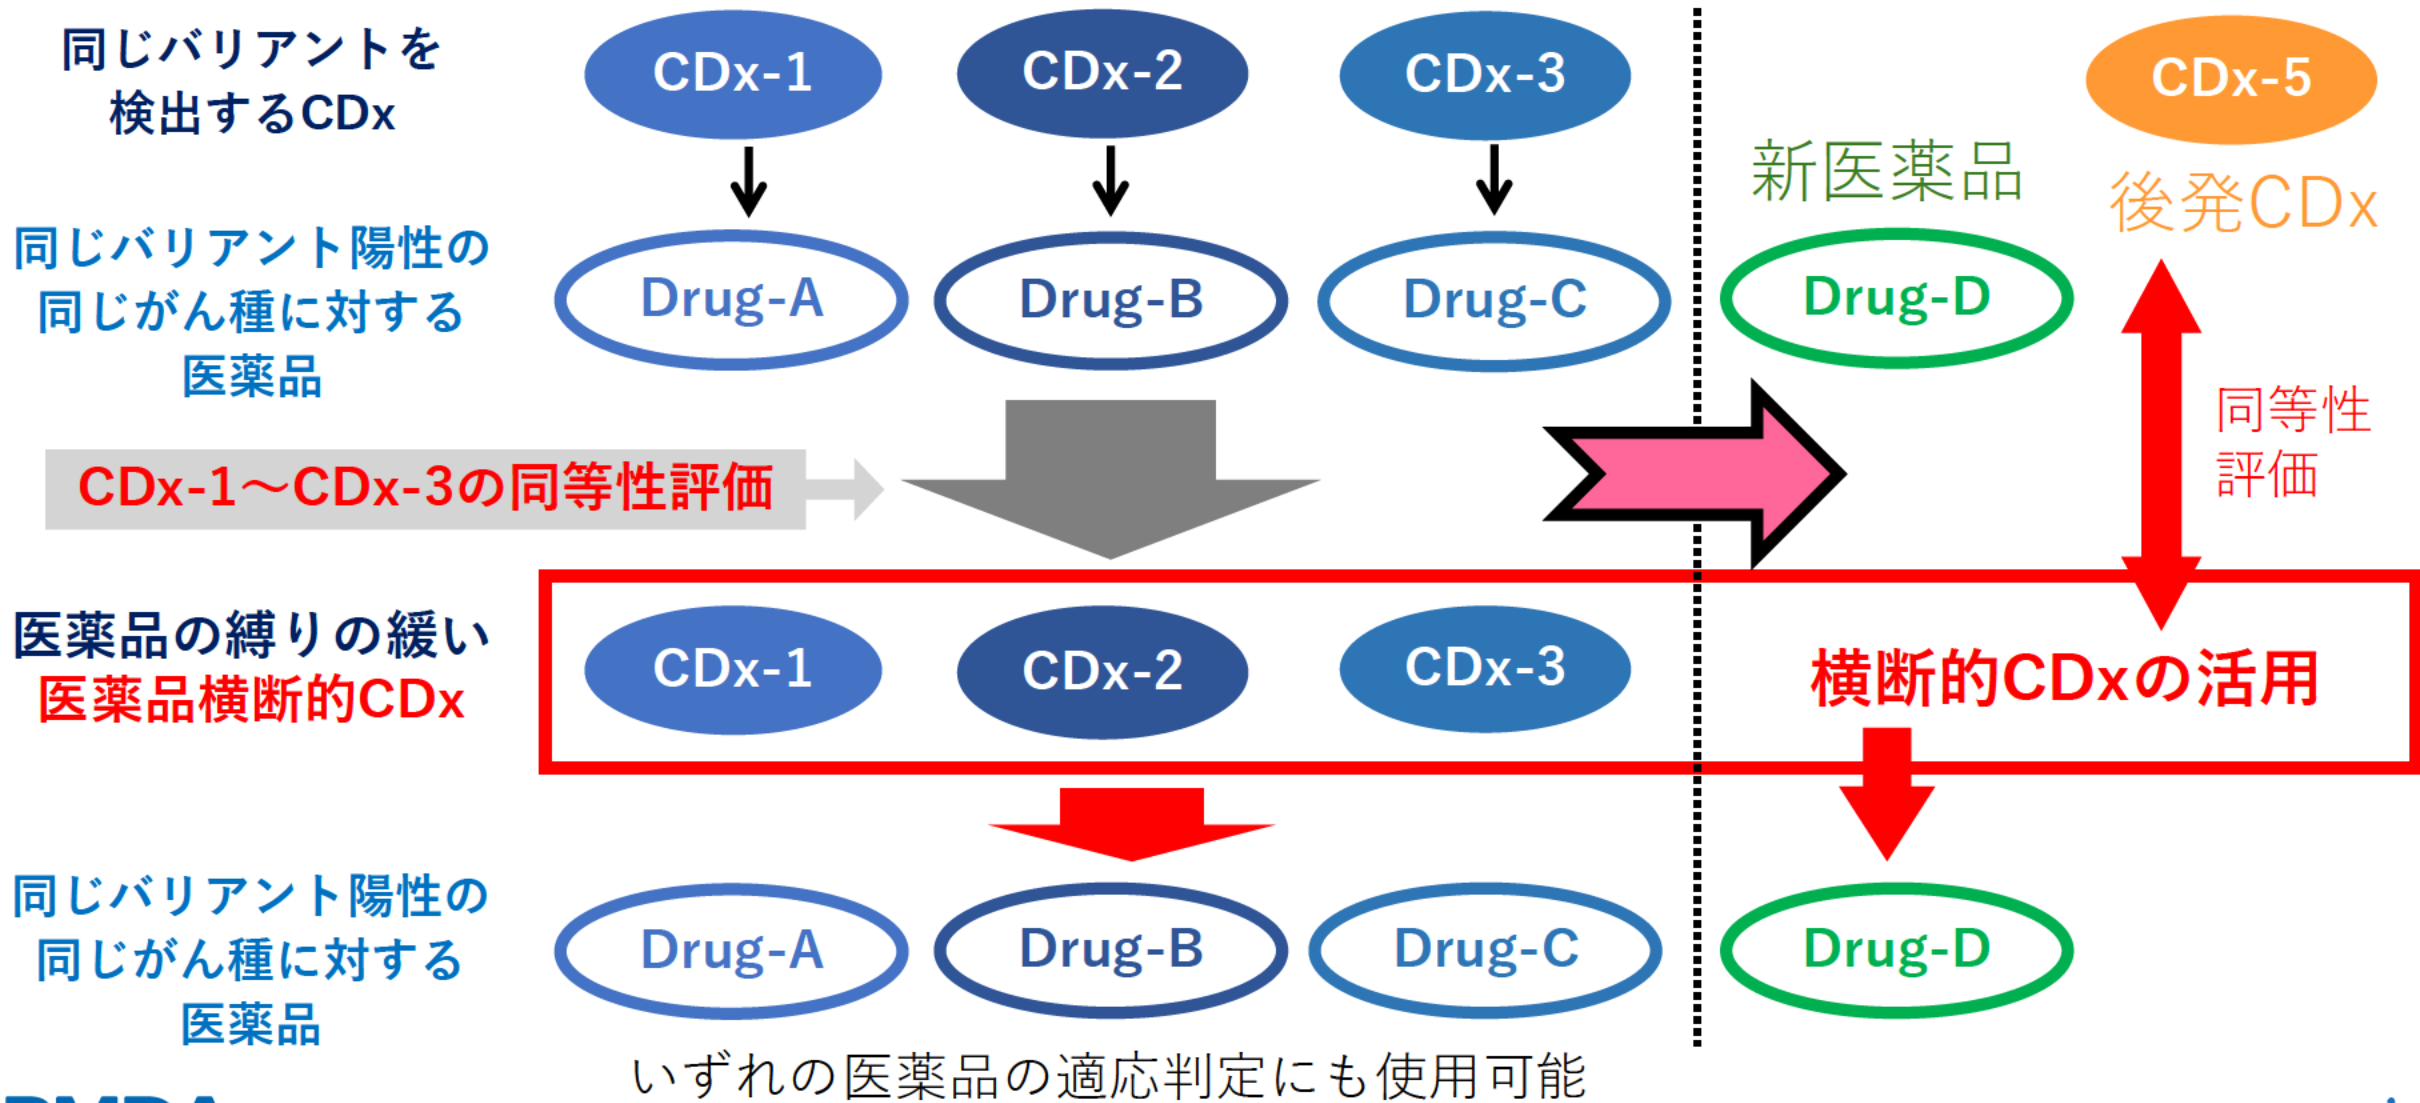 同じバリアントを
検出するCDx
CDx-1
CDx-2
CDx-3
CDx-5
新医薬品
後発CDx
同じバリアント陽性の
同じがん種に対する
医薬品
Drug-A
Drug-B
Drug-C
Drug-D
CDx-1～CDx-3の同等性評価
同等性
評価
医薬品の縛りの緩い
医薬品横断的CDx
CDx-1
CDx-2
CDx-3
横断的CDxの活用
同じバリアント陽性の
同じがん種に対する
医薬品
Drug-A
Drug-B
Drug-C
Drug-D
いずれの医薬品の適応判定にも使用可能